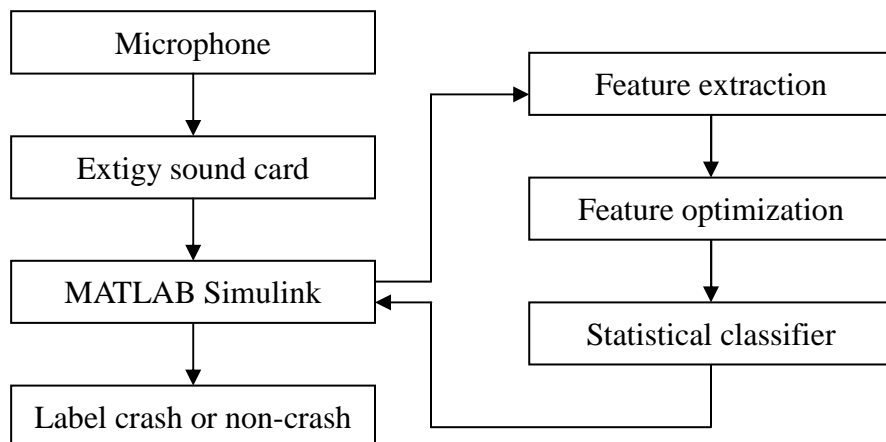 Microphone
Extigy sound card
MATLAB Simulink
Label crash or non-crash
Feature extraction
Feature optimization
Statistical classifier